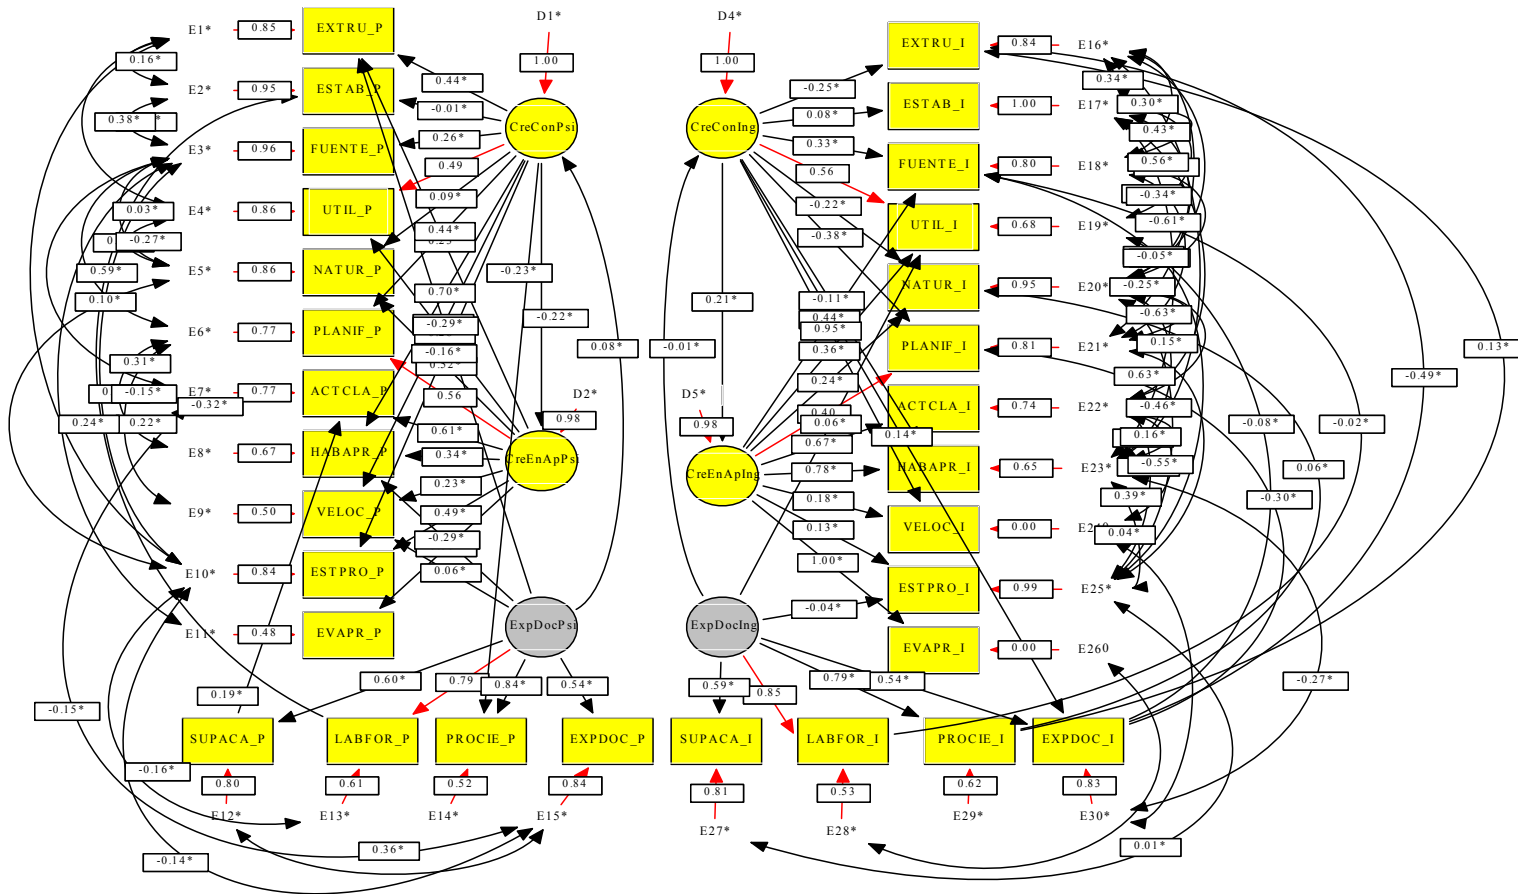 D1*
D4*
E1*
0.85
EXTRU_P
1.00
1.00
EXTRU_I
0.84
E16*
0.16*
0.44*
-0.25*
0.34*
E2*
0.95
ESTAB_P
-0.01*
0.08*
ESTAB_I
1.00
E17*
0.30*
0.38*
CreConPsi
CreConIng
0.43*
0.26*
0.33*
E3*
0.96
FUENTE_P
0.49
0.56
FUENTE_I
0.80
E18*
0.56*
0.09*
-0.22*
-0.34*
E4*
0.86
UTIL_P
0.03*
0.44*
-0.38*
UTIL_I
0.68
E19*
-0.61*
-0.27*
-0.05*
E5*
0.86
NATUR_P
0.59*
-0.23*
NATUR_I
0.95
E20*
-0.25*
0.10*
0.70*
0.21*
-0.11*
-0.63*
E6*
0.77
PLANIF_P
-0.29*
-0.22*
0.44*
0.95*
PLANIF_I
0.81
E21*
0.15*
0.08*
-0.01*
0.13*
0.31*
-0.16*
0.36*
0.52*
0.24*
0.63*
-0.49*
E7*
0.77
ACTCLA_P
-0.15*
-0.32*
0.56
D2*
D5*
0.40
ACTCLA_I
0.74
E22*
-0.46*
0.24*
0.22*
0.61*
0.98
0.98
0.06*
0.14*
0.16*
-0.08*
-0.02*
E8*
0.67
HABAPR_P
0.34*
CreEnApPsi
CreEnApIng
0.67*
0.78*
HABAPR_I
0.65
E23*
-0.55*
0.06*
0.23*
0.18*
0.39*
-0.30*
E9*
0.50
VELOC_P
0.49*
0.13*
VELOC_I
0.00
0.04*
-0.29*
1.00*
E10*
0.84
ESTPRO_P
0.06*
-0.04*
ESTPRO_I
0.99
E25*
E11*
0.48
EVAPR_P
ExpDocPsi
ExpDocIng
EVAPR_I
0.00
E260
0.19*
0.60*
0.79
0.84*
0.54*
0.59*
0.85
0.79*
0.54*
-0.27*
-0.15*
SUPACA_P
LABFOR_P
PROCIE_P
EXPDOC_P
SUPACA_I
LABFOR_I
PROCIE_I
EXPDOC_I
-0.16*
0.80
0.61
0.52
0.84
0.81
0.53
0.62
0.83
E12*
E13*
E14*
E15*
E27*
E28*
E29*
E30*
0.36*
0.01*
-0.14*